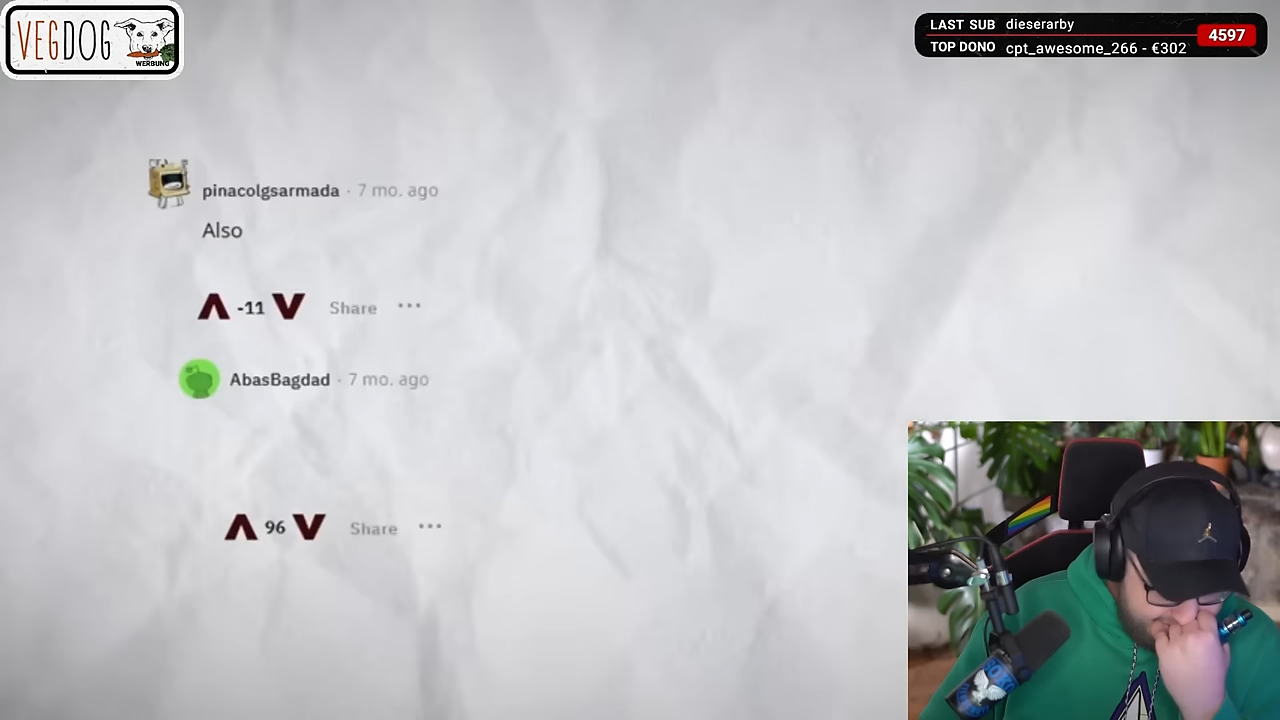 VEGDOG
WERBUNG
LAST SUB dieserarby
TOP DONO cpt_awesome_266 - €302
4597
pinacolgsarmada · 7 mo. ago
Also
-11 Share ...
AbasBagdad · 7 mo. ago
96 Share ...